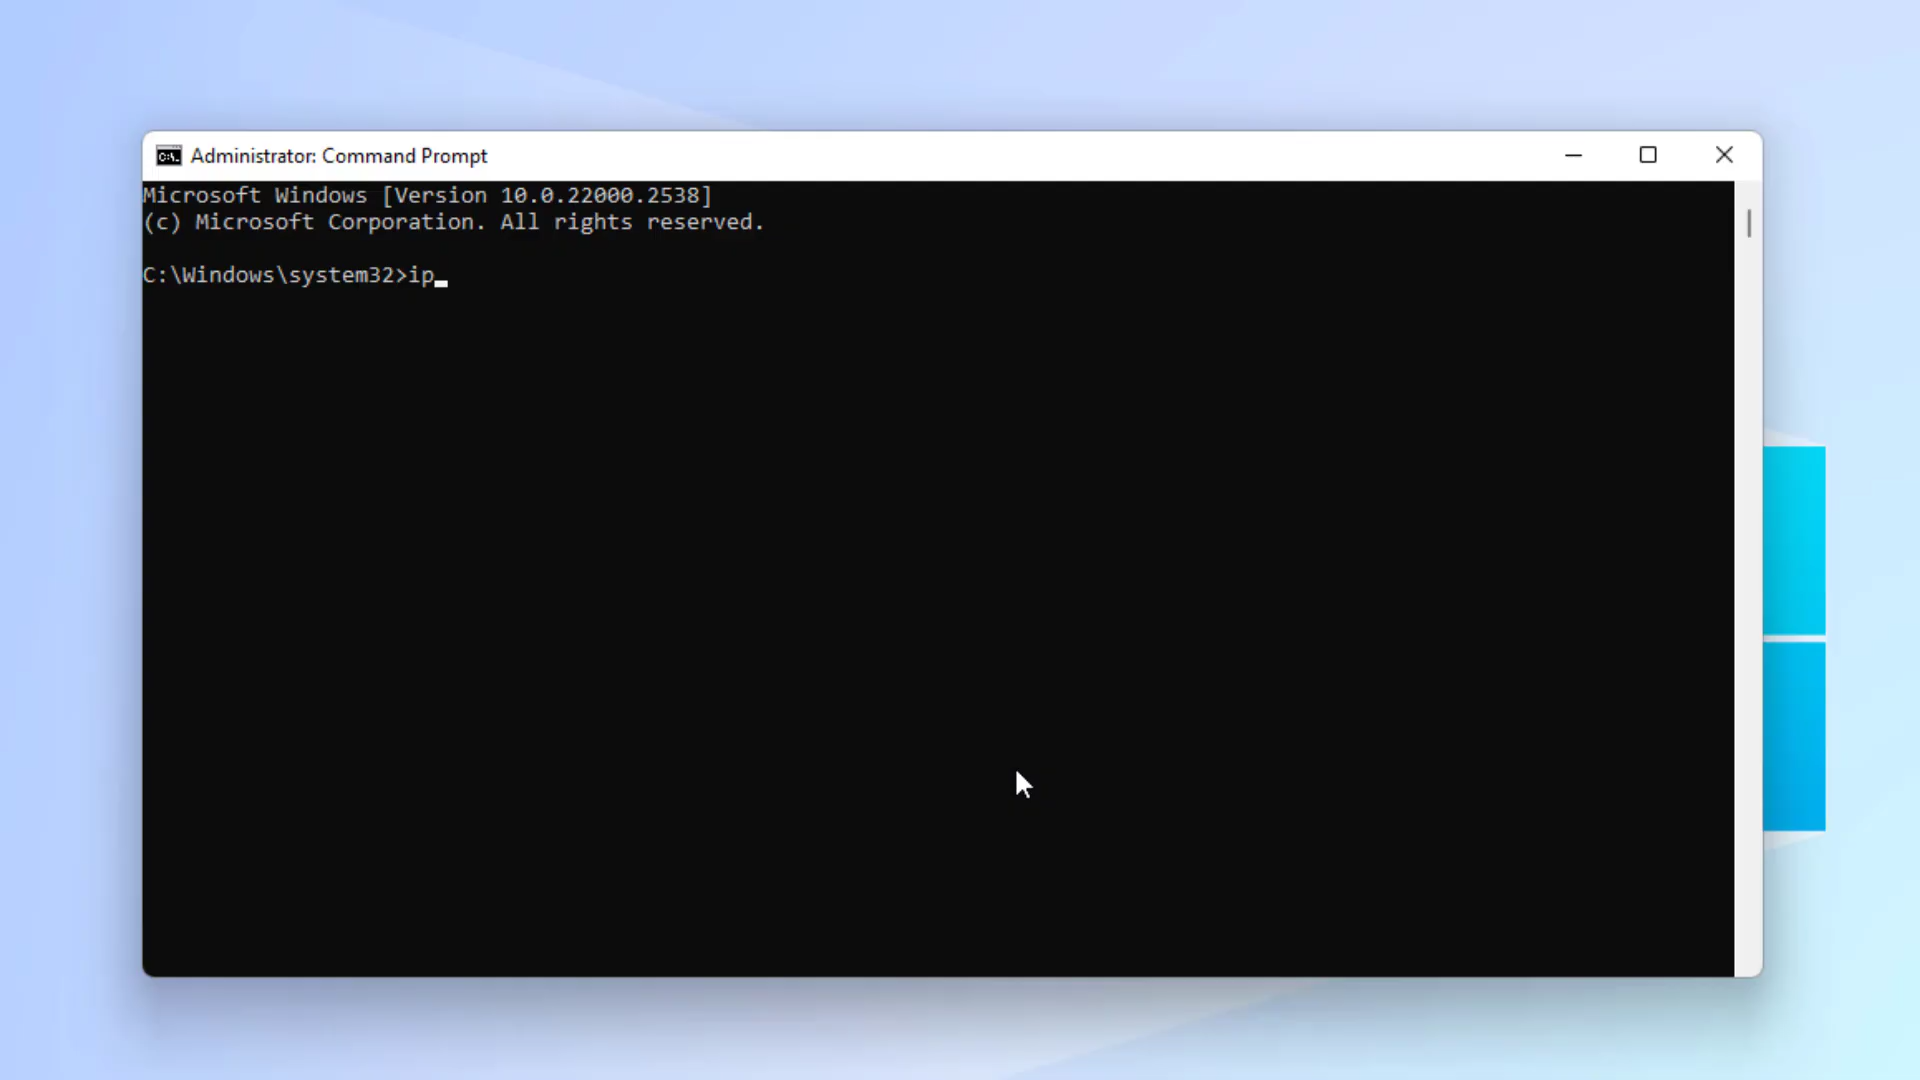 Administrator: Command Prompt
Microsoft Windows [Version 10.0.22000.2538]
(c) Microsoft Corporation. All rights reserved.
C:\Windows\system32>ip